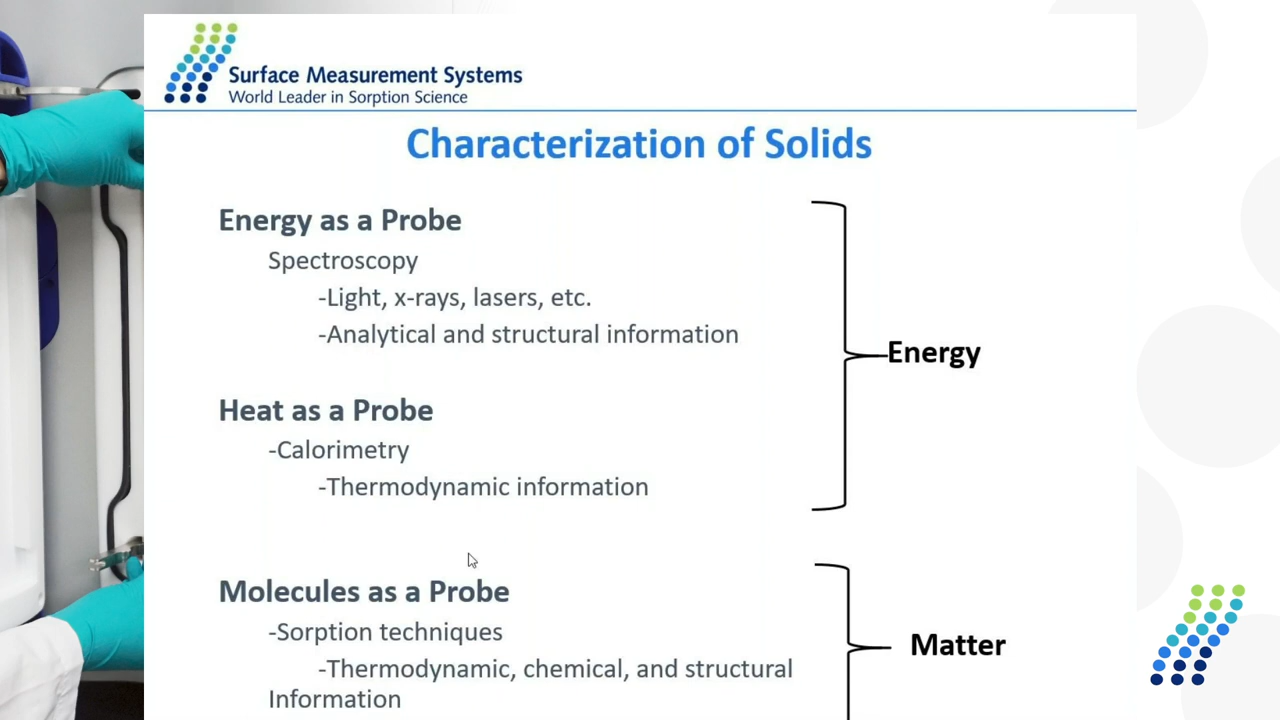 Surface Measurement Systems
World Leader in Sorption Science
Characterization of Solids
Energy as a Probe
Spectroscopy
-Light, x-rays, lasers, etc.
-Analytical and structural information
Energy
Heat as a Probe
-Calorimetry
-Thermodynamic information
Molecules as a Probe
-Sorption techniques
Matter
-Thermodynamic, chemical, and structural
Information